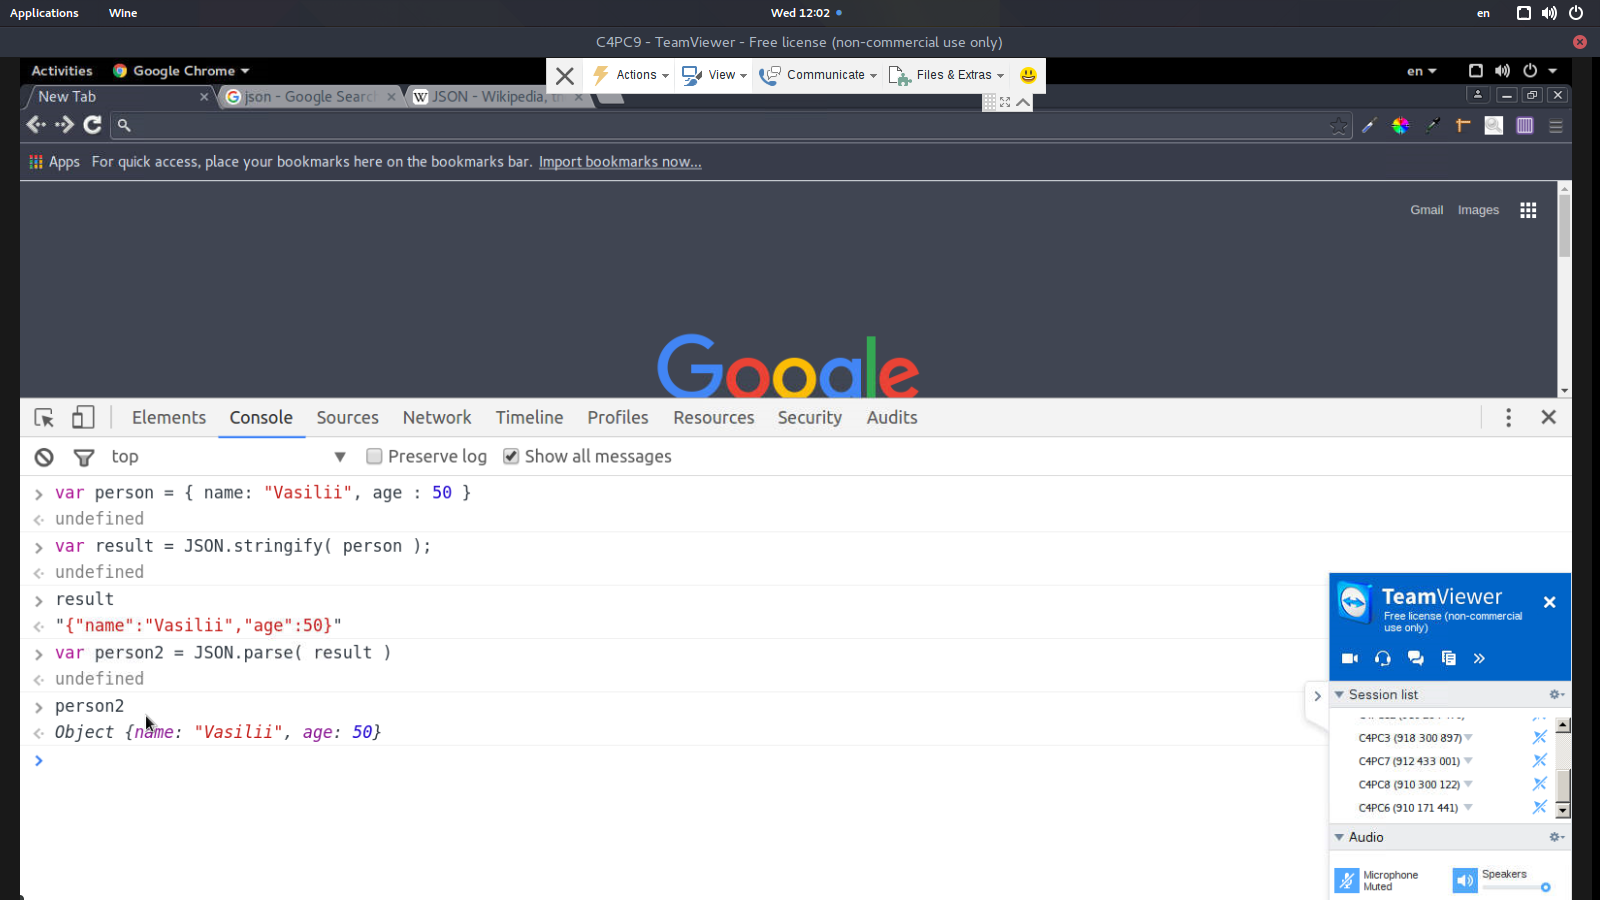 Applications Wine Wed 12:02 en
C4PC9 - TeamViewer - Free license (non-commercial use only)
Activities Google Chrome en
Actions View Communicate Files & Extras
New Tab json - Google Searc JSON - Wikipedia, th
Apps For quick access, place your bookmarks here on the bookmarks bar. Import bookmarks now...
Gmail Images
Google
Elements Console Sources Network Timeline Profiles Resources Security Audits
top Preserve log Show all messages
var person = { name: "Vasilii", age : 50 }
undefined
var result = JSON.stringify( person );
undefined
result
"{"name":"Vasilii","age":50}"
var person2 = JSON.parse( result )
undefined
person2
Object {name: "Vasilii", age: 50}
TeamViewer
Free license (non-commercial
use only)
Session list
C4PC3 (918 300 897)
C4PC7 (912 433 001)
C4PC8 (910 300 122)
C4PC6 (910 171 441)
Audio
Microphone
Muted
Speakers